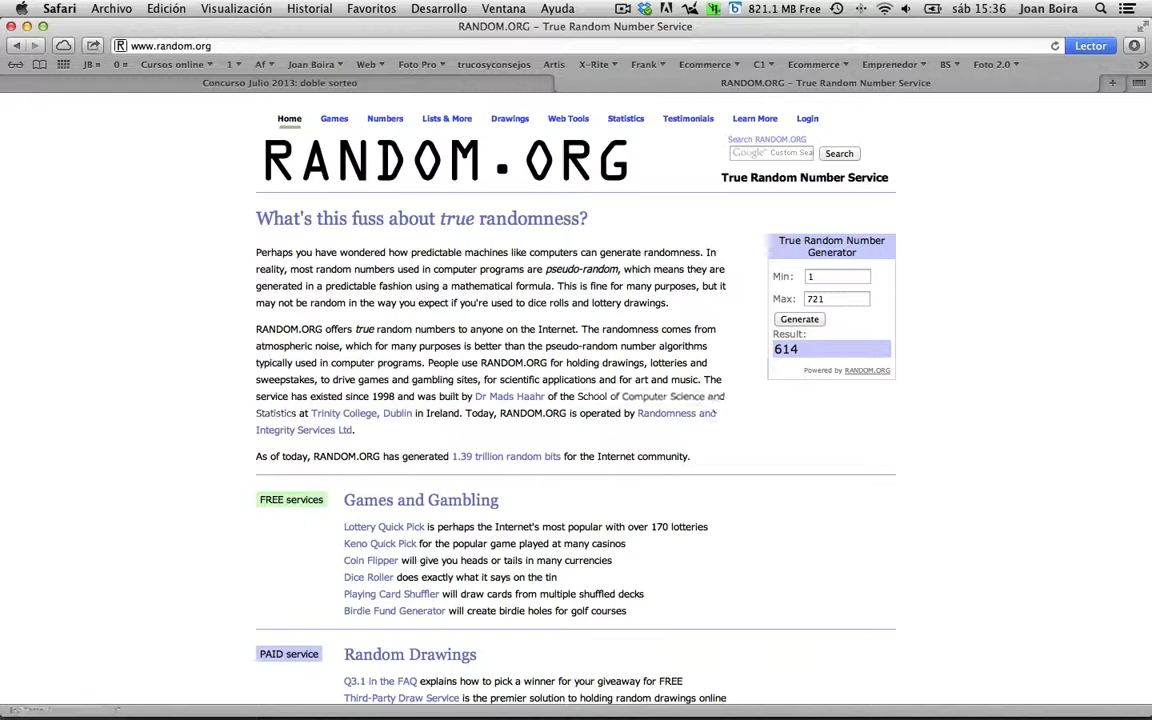 Safari Archivo Edición Visualización Historial Favoritos Desarrollo Ventana Ayuda 821.1 MB Free sáb 15:36 Joan Boira
RANDOM.ORG – True Random Number Service
R www.random.org Lector
JB 0 Cursos online 1 Af Joan Boira Web Foto Pro trucosyconsejos Artis X-Rite Frank Ecommerce C1 Ecommerce Emprendedor BS Foto 2.0
Concurso Julio 2013: doble sorteo RANDOM.ORG – True Random Number Service
Home Games Numbers Lists & More Drawings Web Tools Statistics Testimonials Learn More Login
RANDOM.ORG
Search RANDOM.ORG
Google™ Custom Sea Search
True Random Number Service
What's this fuss about true randomness?
Perhaps you have wondered how predictable machines like computers can generate randomness. In
reality, most random numbers used in computer programs are pseudo-random, which means they are
generated in a predictable fashion using a mathematical formula. This is fine for many purposes, but it
may not be random in the way you expect if you're used to dice rolls and lottery drawings.
RANDOM.ORG offers true random numbers to anyone on the Internet. The randomness comes from
atmospheric noise, which for many purposes is better than the pseudo-random number algorithms
typically used in computer programs. People use RANDOM.ORG for holding drawings, lotteries and
sweepstakes, to drive games and gambling sites, for scientific applications and for art and music. The
service has existed since 1998 and was built by Dr Mads Haahr of the School of Computer Science and
Statistics at Trinity College, Dublin in Ireland. Today, RANDOM.ORG is operated by Randomness and
Integrity Services Ltd.
As of today, RANDOM.ORG has generated 1.39 trillion random bits for the Internet community.
True Random Number
Generator
Min: 1
Max: 721
Generate
Result:
614
Powered by RANDOM.ORG
FREE services
Games and Gambling
Lottery Quick Pick is perhaps the Internet's most popular with over 170 lotteries
Keno Quick Pick for the popular game played at many casinos
Coin Flipper will give you heads or tails in many currencies
Dice Roller does exactly what it says on the tin
Playing Card Shuffler will draw cards from multiple shuffled decks
Birdie Fund Generator will create birdie holes for golf courses
PAID service
Random Drawings
Q3.1 in the FAQ explains how to pick a winner for your giveaway for FREE
Third-Party Draw Service is the premier solution to holding random drawings online